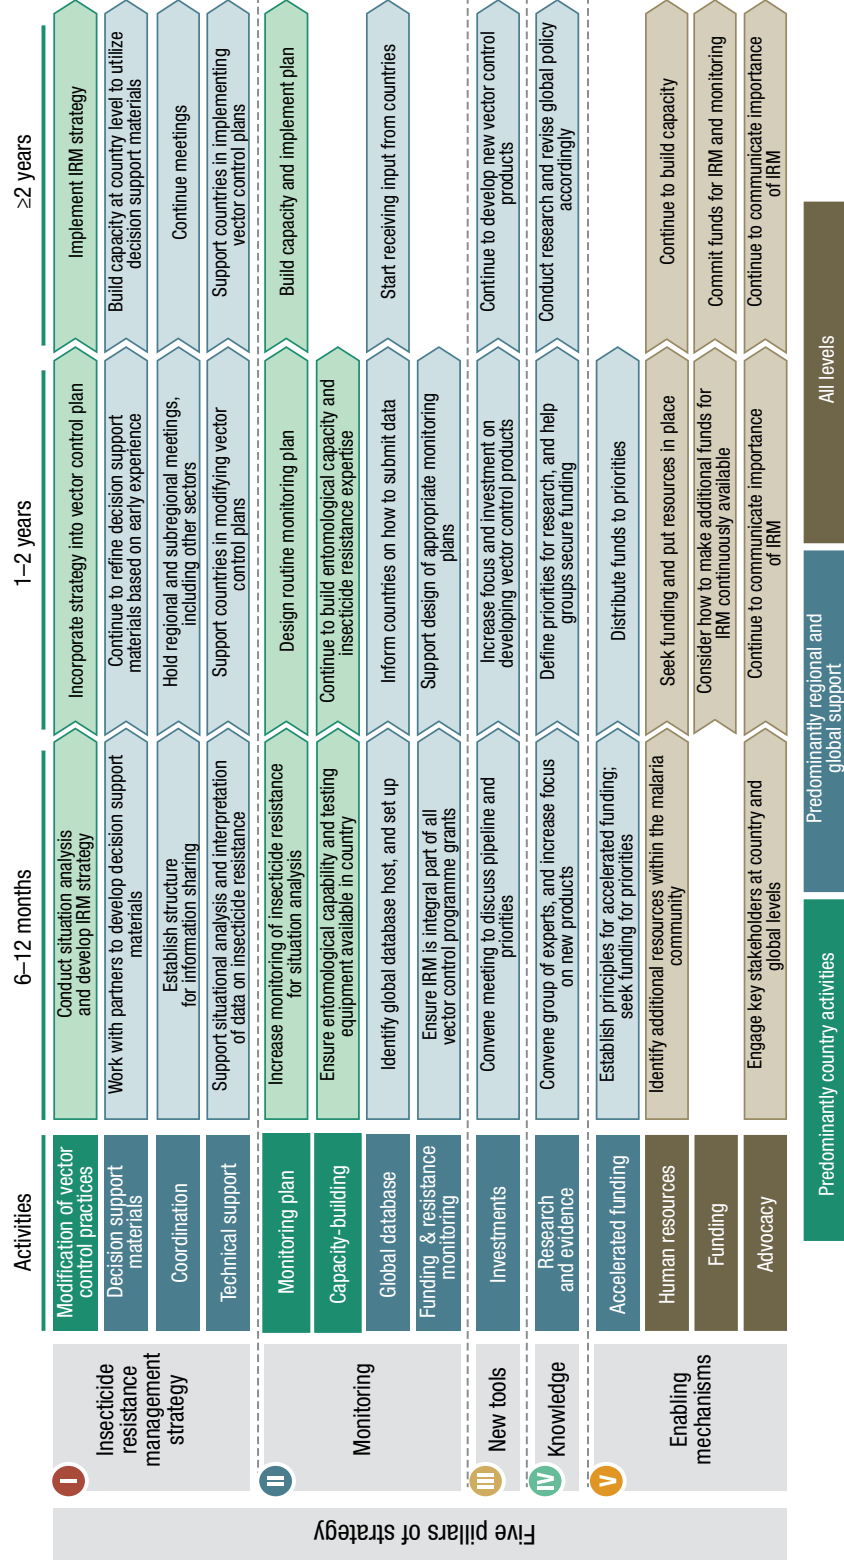 Activities
6–12 months
1–2 years
≥2 years
Five pillars of strategy
I
Insecticide
resistance
management
strategy
Modification of vector
control practices
Conduct situation analysis
and develop IRM strategy
Incorporate strategy into vector control plan
Implement IRM strategy
Decision support
materials
Work with partners to develop decision support
materials
Continue to refine decision support
materials based on early experience
Build capacity at country level to utilize
decision support materials
Coordination
Establish structure
for information sharing
Hold regional and subregional meetings,
including other sectors
Continue meetings
Technical support
Support situational analysis and interpretation
of data on insecticide resistance
Support countries in modifying vector
control plans
Support countries in implementing
vector control plans
II
Monitoring
Monitoring plan
Increase monitoring of insecticide resistance
for situation analysis
Design routine monitoring plan
Build capacity and implement plan
Capacity-building
Ensure entomological capability and testing
equipment available in country
Continue to build entomological capacity and
insecticide resistance expertise
Global database
Identify global database host, and set up
Inform countries on how to submit data
Start receiving input from countries
Funding & resistance
monitoring
Ensure IRM is integral part of all
vector control programme grants
Support design of appropriate monitoring
plans
III
New tools
Investments
Convene meeting to discuss pipeline and
priorities
Increase focus and investment on
developing vector control products
Continue to develop new vector control
products
IV
Knowledge
Research
and evidence
Convene group of experts, and increase focus
on new products
Define priorities for research, and help
groups secure funding
Conduct research and revise global policy
accordingly
V
Enabling
mechanisms
Accelerated funding
Establish principles for accelerated funding;
seek funding for priorities
Distribute funds to priorities
Human resources
Identify additional resources within the malaria
community
Seek funding and put resources in place
Continue to build capacity
Funding
Consider how to make additional funds for
IRM continuously available
Commit funds for IRM and monitoring
Advocacy
Engage key stakeholders at country and
global levels
Continue to communicate importance
of IRM
Continue to communicate importance
of IRM
Predominantly country activities
Predominantly regional and
global support
All levels